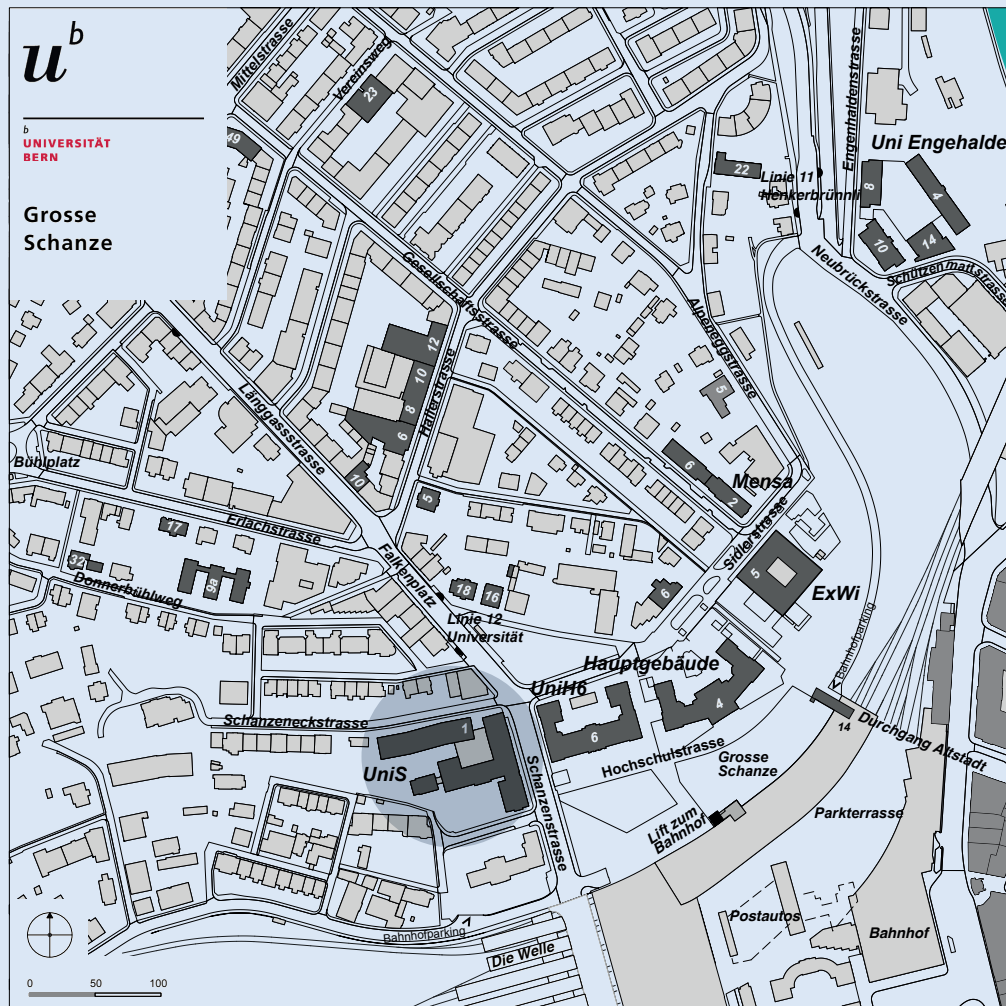 u b
b
UNIVERSITÄT
BERN
Grosse
Schanze
Mittelstrasse
Vereinsweg
23
49
Engehaldenstrasse
Uni Engehalde
22
Linie 11
Henkerbrünnli
8
4
10
14
Neubrückstrasse
Schützenmattstrasse
Gesellschaftsstrasse
Alpeneggstrasse
12
10
8
6
Hallerstrasse
Länggassstrasse
10
5
5
6
2
Mensa
Sidlerstrasse
Bühlplatz
17
Erlachstrasse
32
Donnerbühlweg
9a
Falkenplatz
18
16
Linie 12
Universität
6
5
ExWi
Bahnhofparking
Hauptgebäude
UniH6
4
6
Schanzeneckstrasse
1
UniS
Schanzenstrasse
Hochschulstrasse
Grosse
Schanze
14
Durchgang Altstadt
Lift zum
Bahnhof
Parkterrasse
Postautos
Bahnhof
Bahnhofparking
Die Welle
0 50 100